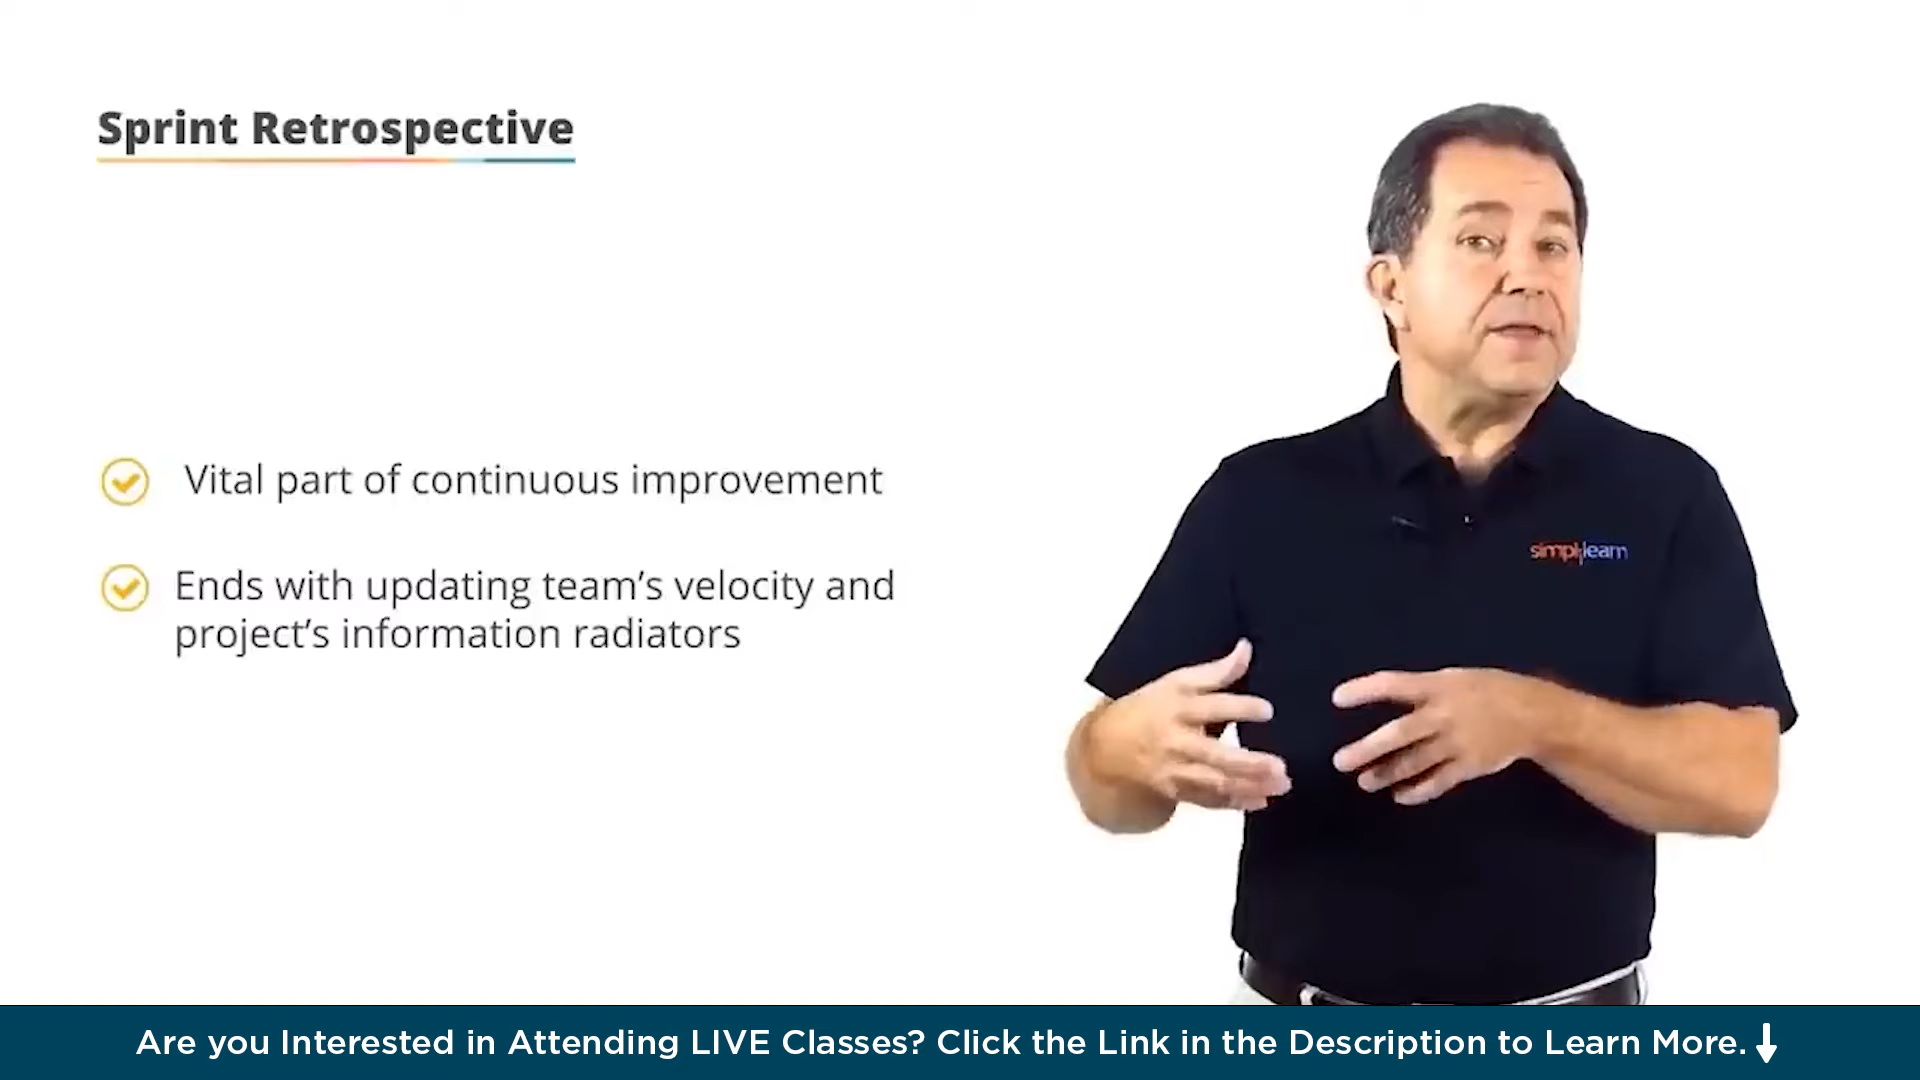 Sprint Retrospective
Vital part of continuous improvement
Ends with updating team's velocity and
project's information radiators
simplilearn
Are you Interested in Attending LIVE Classes? Click the Link in the Description to Learn More.